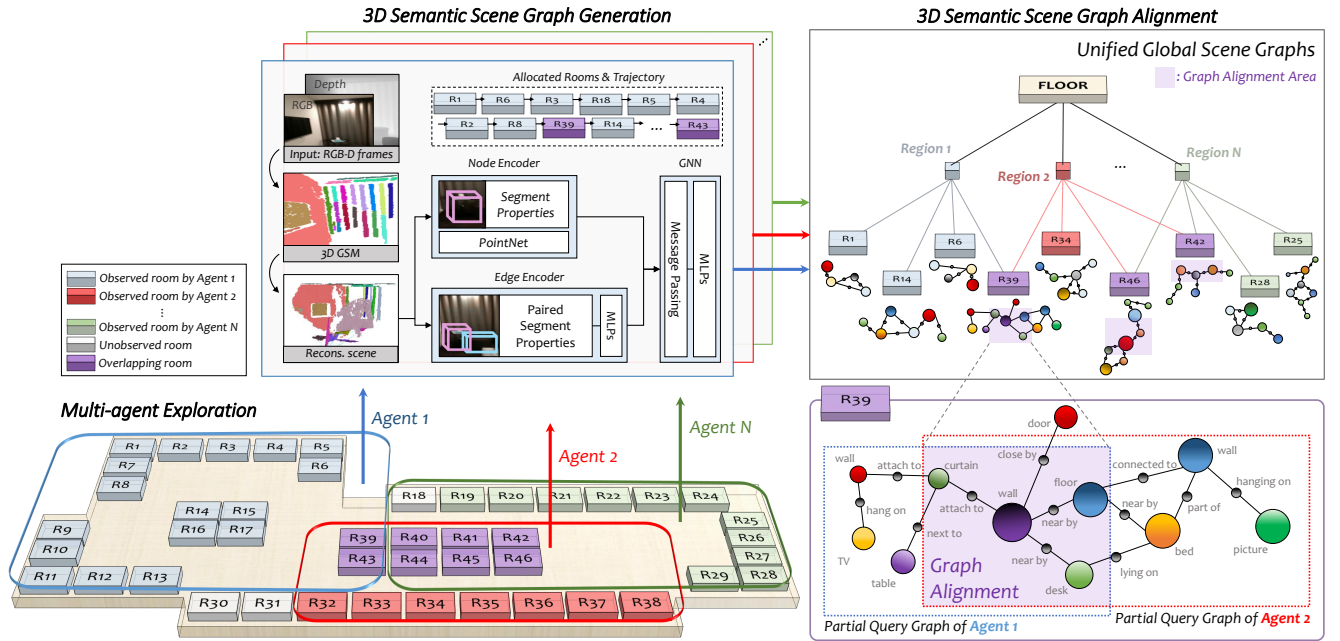 3D Semantic Scene Graph Generation
...
Depth
RGB
Input: RGB-D frames
3D GSM
Recons. scene
Allocated Rooms & Trajectory
R1 R6 R3 R18 R5 R4
R2 R8 R39 R14 ... R43
Node Encoder
Segment
Properties
PointNet
Edge Encoder
Paired
Segment
Properties
MLPs
GNN
Message Passing
MLPs
Observed room by Agent 1
Observed room by Agent 2
⋮
Observed room by Agent N
Unobserved room
Overlapping room
3D Semantic Scene Graph Alignment
Unified Global Scene Graphs
: Graph Alignment Area
FLOOR
Region 1
Region 2
...
Region N
R1
R6
R34
R42
R25
R14
R39
R46
R28
Multi-agent Exploration
Agent 1
Agent 2
Agent N
R1 R2 R3 R4 R5
R7 R6
R8
R14 R15
R16 R17
R9
R10
R11 R12 R13
R18 R19 R20 R21 R22 R23 R24
R25
R26
R27
R29 R28
R39 R40 R41 R42
R43 R44 R45 R46
R30 R31 R32 R33 R34 R35 R36 R37 R38
R39
door
close by
wall
attach to
curtain
wall
floor
connected to
wall
hanging on
hang on
attach to
near by
near by
part of
next to
TV
table
near by
bed
picture
lying on
desk
Graph
Alignment
Partial Query Graph of Agent 1
Partial Query Graph of Agent 2